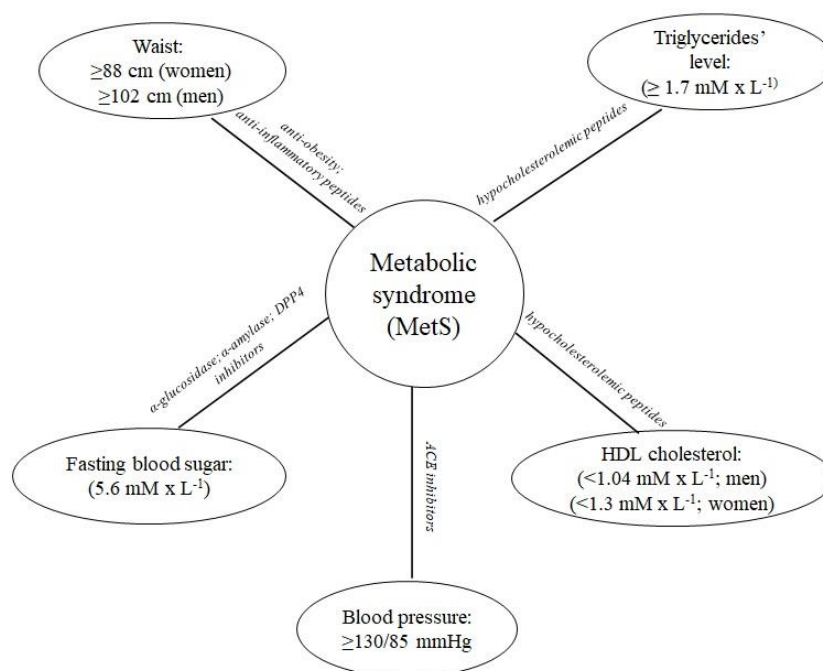 Waist:
≥88 cm (women)
≥102 cm (men)
Triglycerides’
level:
(≥ 1.7 mM x L⁻¹)
anti-obesity;
anti-inflammatory peptides
hypocholesterolemic peptides
Metabolic
syndrome
(MetS)
α-glucosidase; α-amylase; DPP4
inhibitors
hypocholesterolemic peptides
Fasting blood sugar:
(5.6 mM x L⁻¹)
ACE inhibitors
HDL cholesterol:
(<1.04 mM x L⁻¹; men)
(<1.3 mM x L⁻¹; women)
Blood pressure:
≥130/85 mmHg